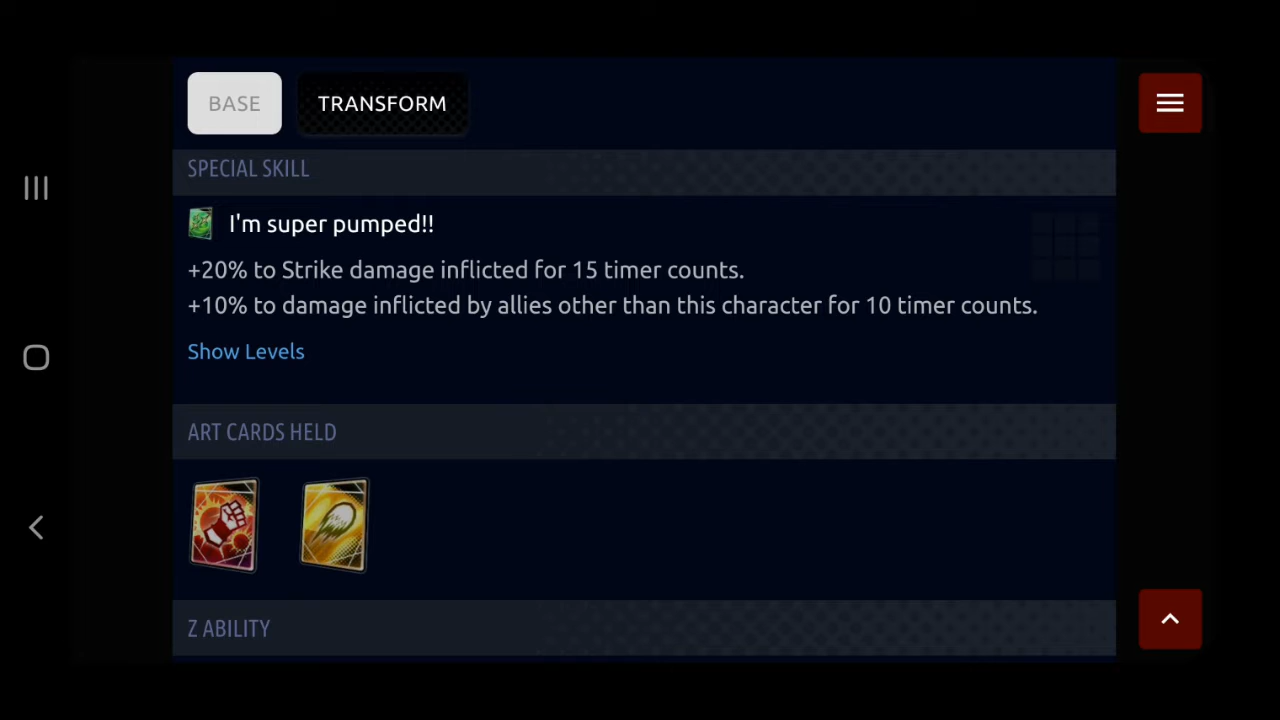 BASE TRANSFORM
SPECIAL SKILL
I'm super pumped!!
+20% to Strike damage inflicted for 15 timer counts.
+10% to damage inflicted by allies other than this character for 10 timer counts.
Show Levels
ART CARDS HELD
Z ABILITY